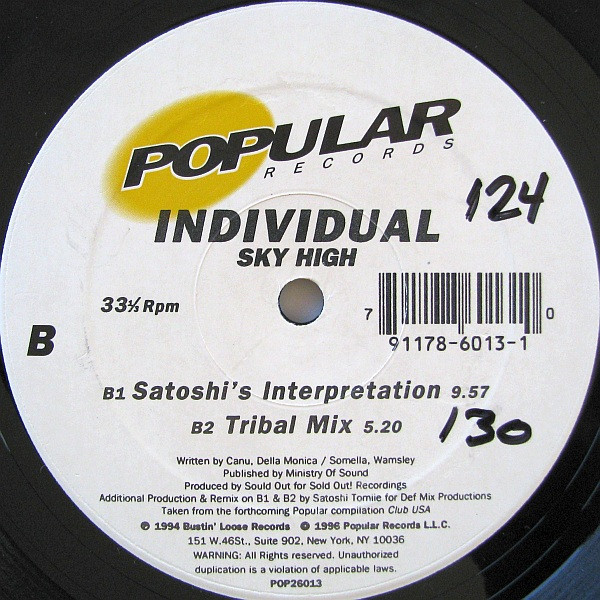 POPULAR
RECORDS
INDIVIDUAL
124
SKY HIGH
33⅓ Rpm
B
7 91178-6013-1 0
B1 Satoshi's Interpretation 9.57
B2 Tribal Mix 5.20
130
Written by Canu, Della Monica / Somella, Wamsley
Published by Ministry Of Sound
Produced by Sould Out for Sold Out! Recordings
Additional Production & Remix on B1 & B2 by Satoshi Tomiie for Def Mix Productions
Taken from the forthcoming Popular compilation Club USA
℗ 1994 Bustin' Loose Records © 1996 Popular Records L.L.C.
151 W.46St., Suite 902, New York, NY 10036
WARNING: All Rights reserved. Unauthorized
duplication is a violation of applicable laws.
POP26013